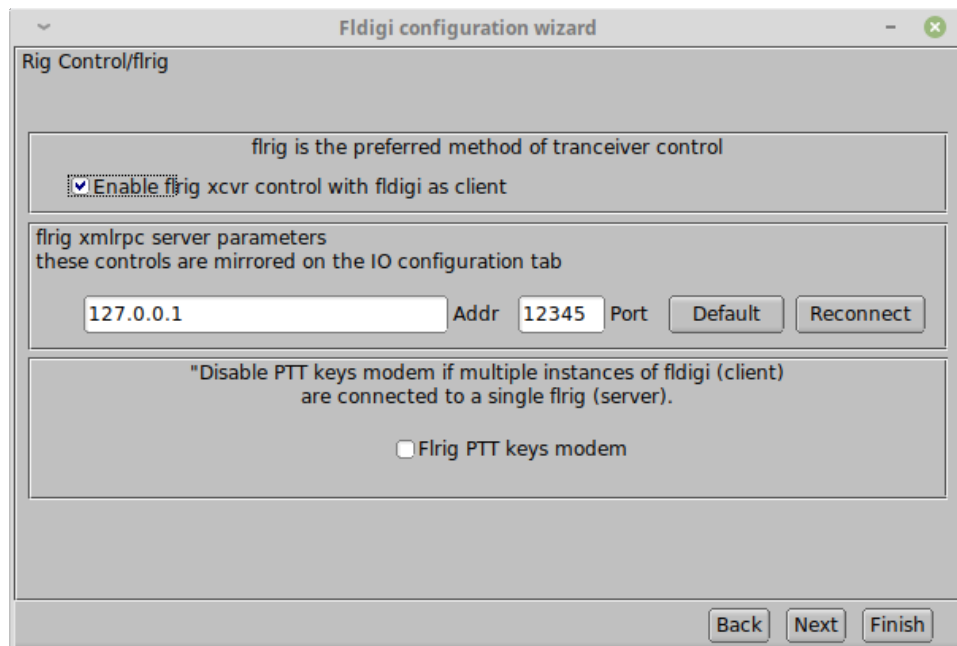 Fldigi configuration wizard
Rig Control/flrig
flrig is the preferred method of tranceiver control
Enable flrig xcvr control with fldigi as client
flrig xmlrpc server parameters
these controls are mirrored on the IO configuration tab
127.0.0.1 Addr 12345 Port Default Reconnect
"Disable PTT keys modem if multiple instances of fldigi (client)
are connected to a single flrig (server).
Flrig PTT keys modem
Back Next Finish